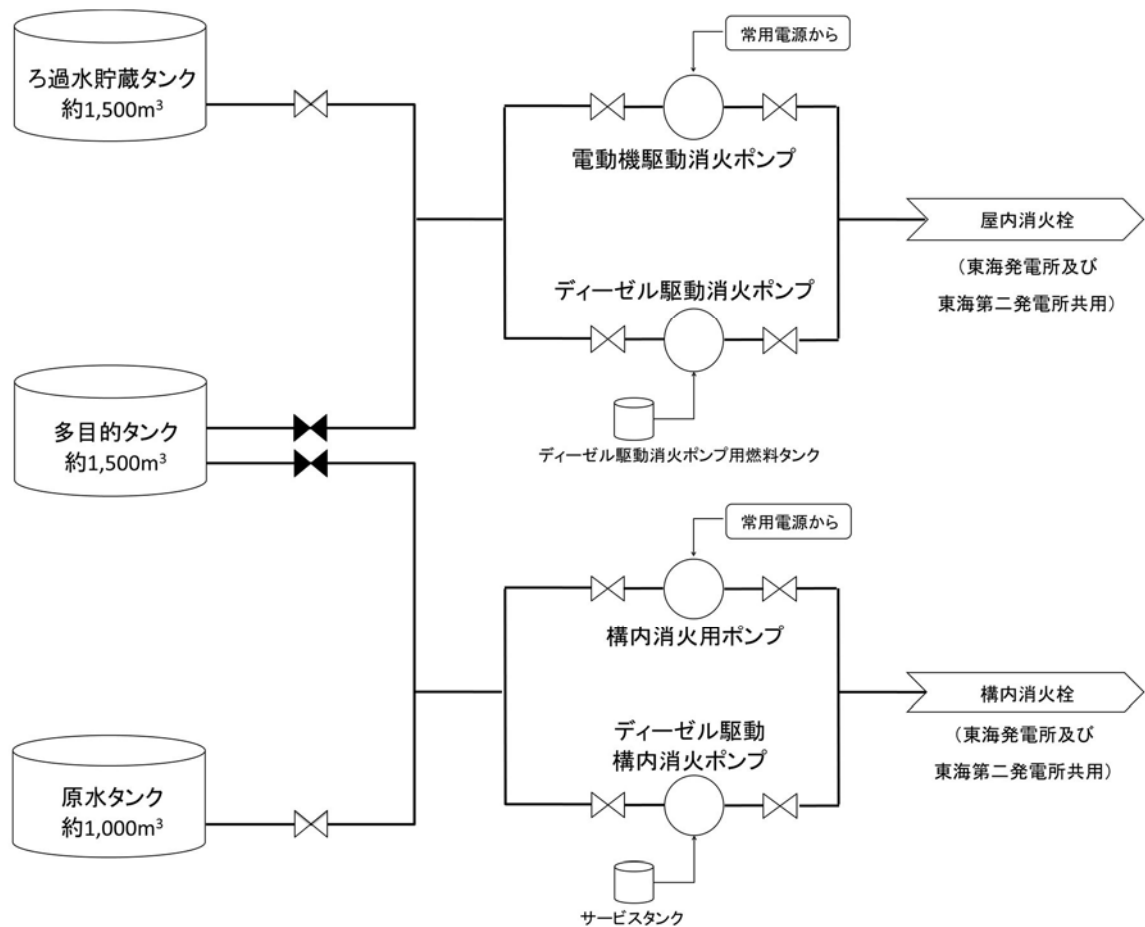 ろ過水貯蔵タンク
約1,500m³
常用電源から
電動機駆動消火ポンプ
屋内消火栓
（東海発電所及び
東海第二発電所共用）
ディーゼル駆動消火ポンプ
ディーゼル駆動消火ポンプ用燃料タンク
多目的タンク
約1,500m³
常用電源から
構内消火用ポンプ
構内消火栓
（東海発電所及び
東海第二発電所共用）
ディーゼル駆動
構内消火ポンプ
サービスタンク
原水タンク
約1,000m³